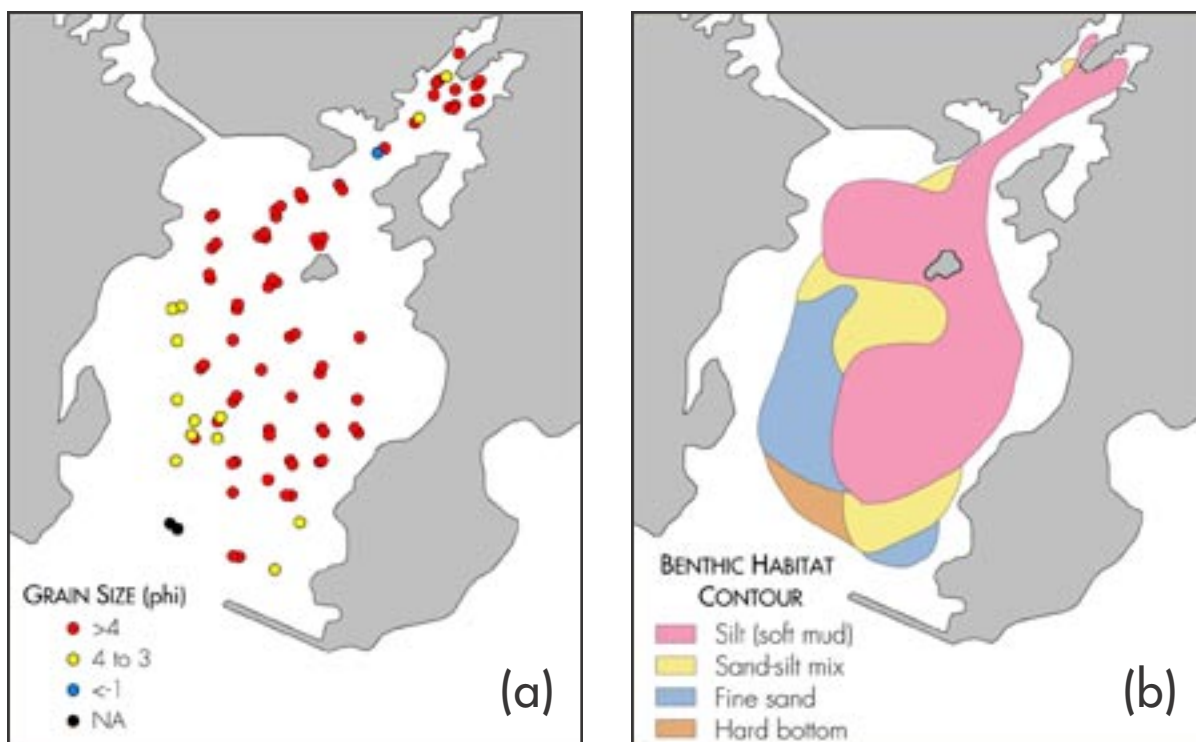 GRAIN SIZE (phi)
>4
4 to 3
<-1
NA
(a)
BENTHIC HABITAT
CONTOUR
Silt (soft mud)
Sand-silt mix
Fine sand
Hard bottom
(b)